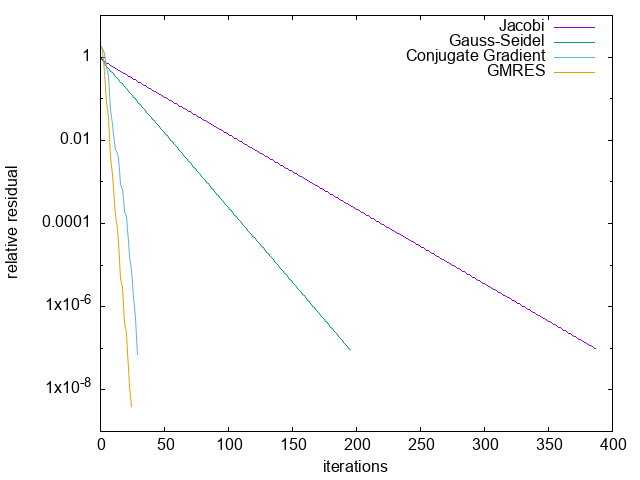 Jacobi
Gauss-Seidel
Conjugate Gradient
GMRES
1
0.01
0.0001
1x10-6
1x10-8
relative residual
0 50 100 150 200 250 300 350 400
iterations